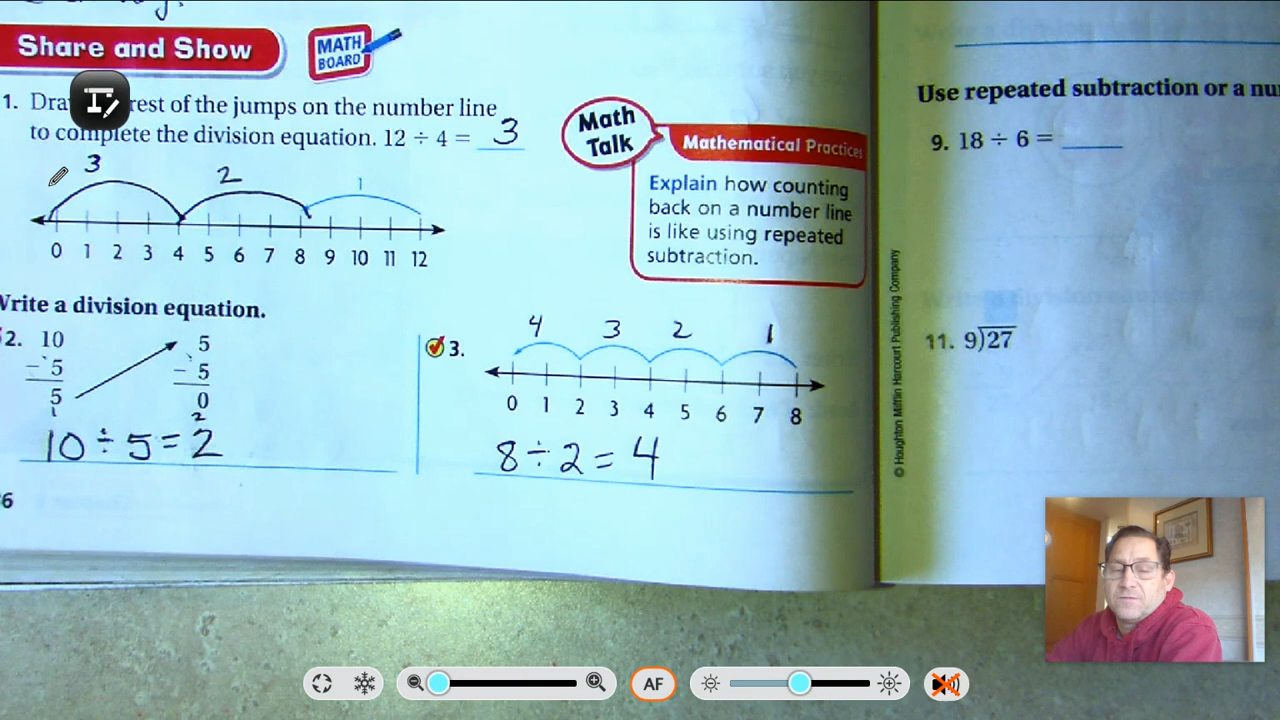 Share and Show
MATH
BOARD
1. rest of the jumps on the number line
to complete the division equation. 12 ÷ 4 = 3
3 2 1
0 1 2 3 4 5 6 7 8 9 10 11 12
Math
Talk
Mathematical Practices
Explain how counting
back on a number line
is like using repeated
subtraction.
Write a division equation.
2. 10
- 5
5
1
5
- 5
0
2
10 ÷ 5 = 2
3.
4 3 2 1
0 1 2 3 4 5 6 7 8
8 ÷ 2 = 4
6
© Houghton Mifflin Harcourt Publishing Company
Use repeated subtraction or a nu
9. 18 ÷ 6 =
11. 9)27
AF